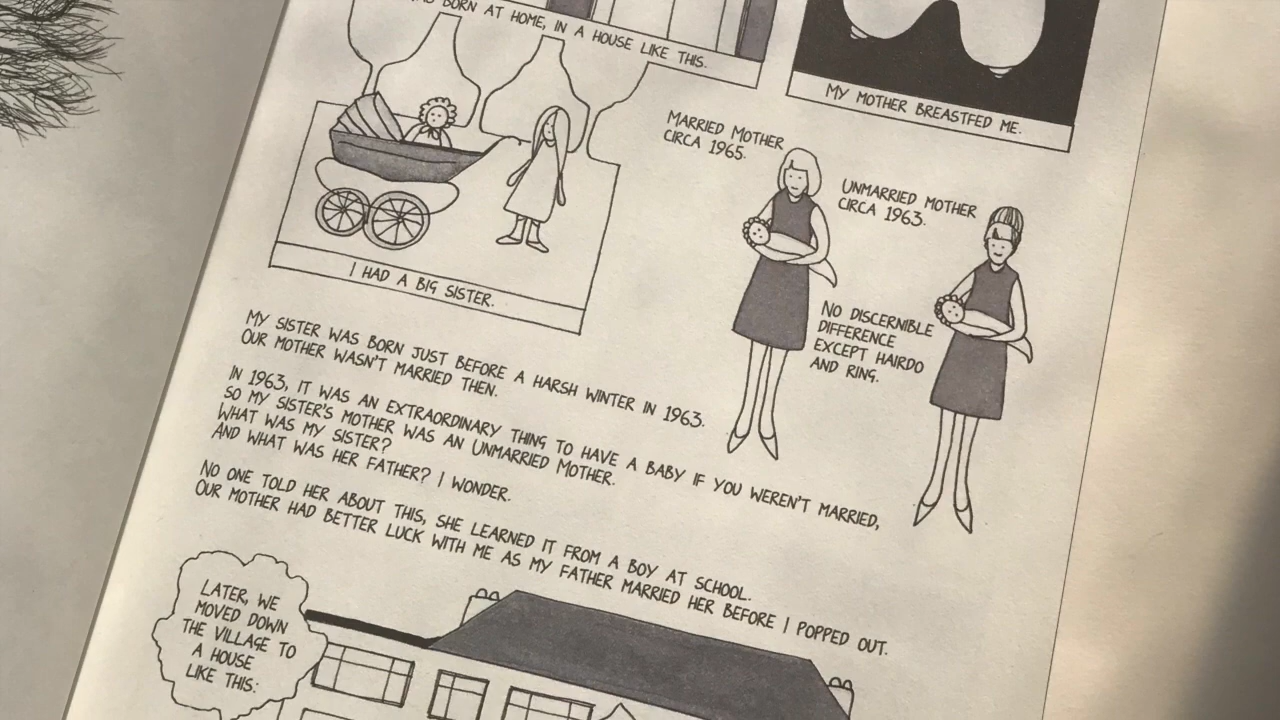 BORN AT HOME, IN A HOUSE LIKE THIS.
MY MOTHER BREASTFED ME.
I HAD A BIG SISTER.
MARRIED MOTHER
CIRCA 1965.
UNMARRIED MOTHER
CIRCA 1963.
NO DISCERNIBLE
DIFFERENCE
EXCEPT HAIRDO
AND RING.
MY SISTER WAS BORN JUST BEFORE A HARSH WINTER IN 1963.
OUR MOTHER WASN'T MARRIED THEN.
IN 1963, IT WAS AN EXTRAORDINARY THING TO HAVE A BABY IF YOU WEREN'T MARRIED,
SO MY SISTER'S MOTHER WAS AN UNMARRIED MOTHER.
WHAT WAS MY SISTER?
AND WHAT WAS HER FATHER? I WONDER.
NO ONE TOLD HER ABOUT THIS, SHE LEARNED IT FROM A BOY AT SCHOOL.
OUR MOTHER HAD BETTER LUCK WITH ME AS MY FATHER MARRIED HER BEFORE I POPPED OUT.
LATER, WE
MOVED DOWN
THE VILLAGE TO
A HOUSE
LIKE THIS: